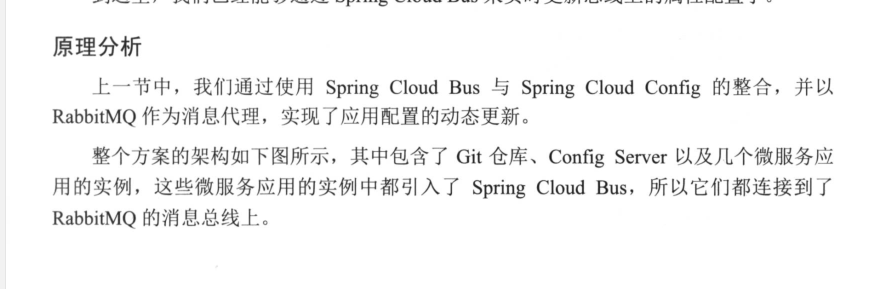 原理分析
上一节中，我们通过使用 Spring Cloud Bus 与 Spring Cloud Config 的整合，并以
RabbitMQ 作为消息代理，实现了应用配置的动态更新。
整个方案的架构如下图所示，其中包含了 Git 仓库、Config Server 以及几个微服务应
用的实例，这些微服务应用的实例中都引入了 Spring Cloud Bus，所以它们都连接到了
RabbitMQ 的消息总线上。